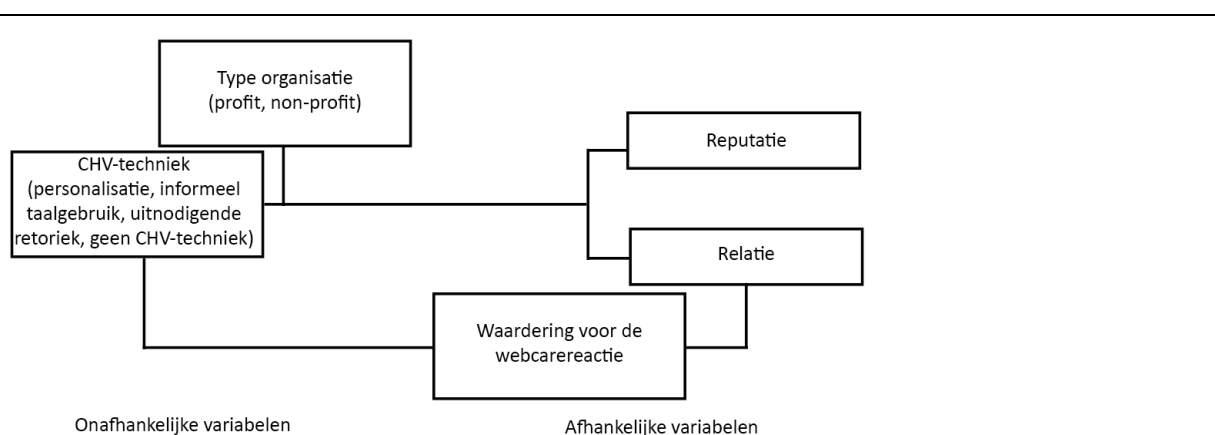 Type organisatie
(profit, non-profit)
CHV-techniek
(personalisatie, informeel
taalgebruik, uitnodigende
retoriek, geen CHV-techniek)
Reputatie
Relatie
Waardering voor de
webcarereactie
Onafhankelijke variabelen
Afhankelijke variabelen